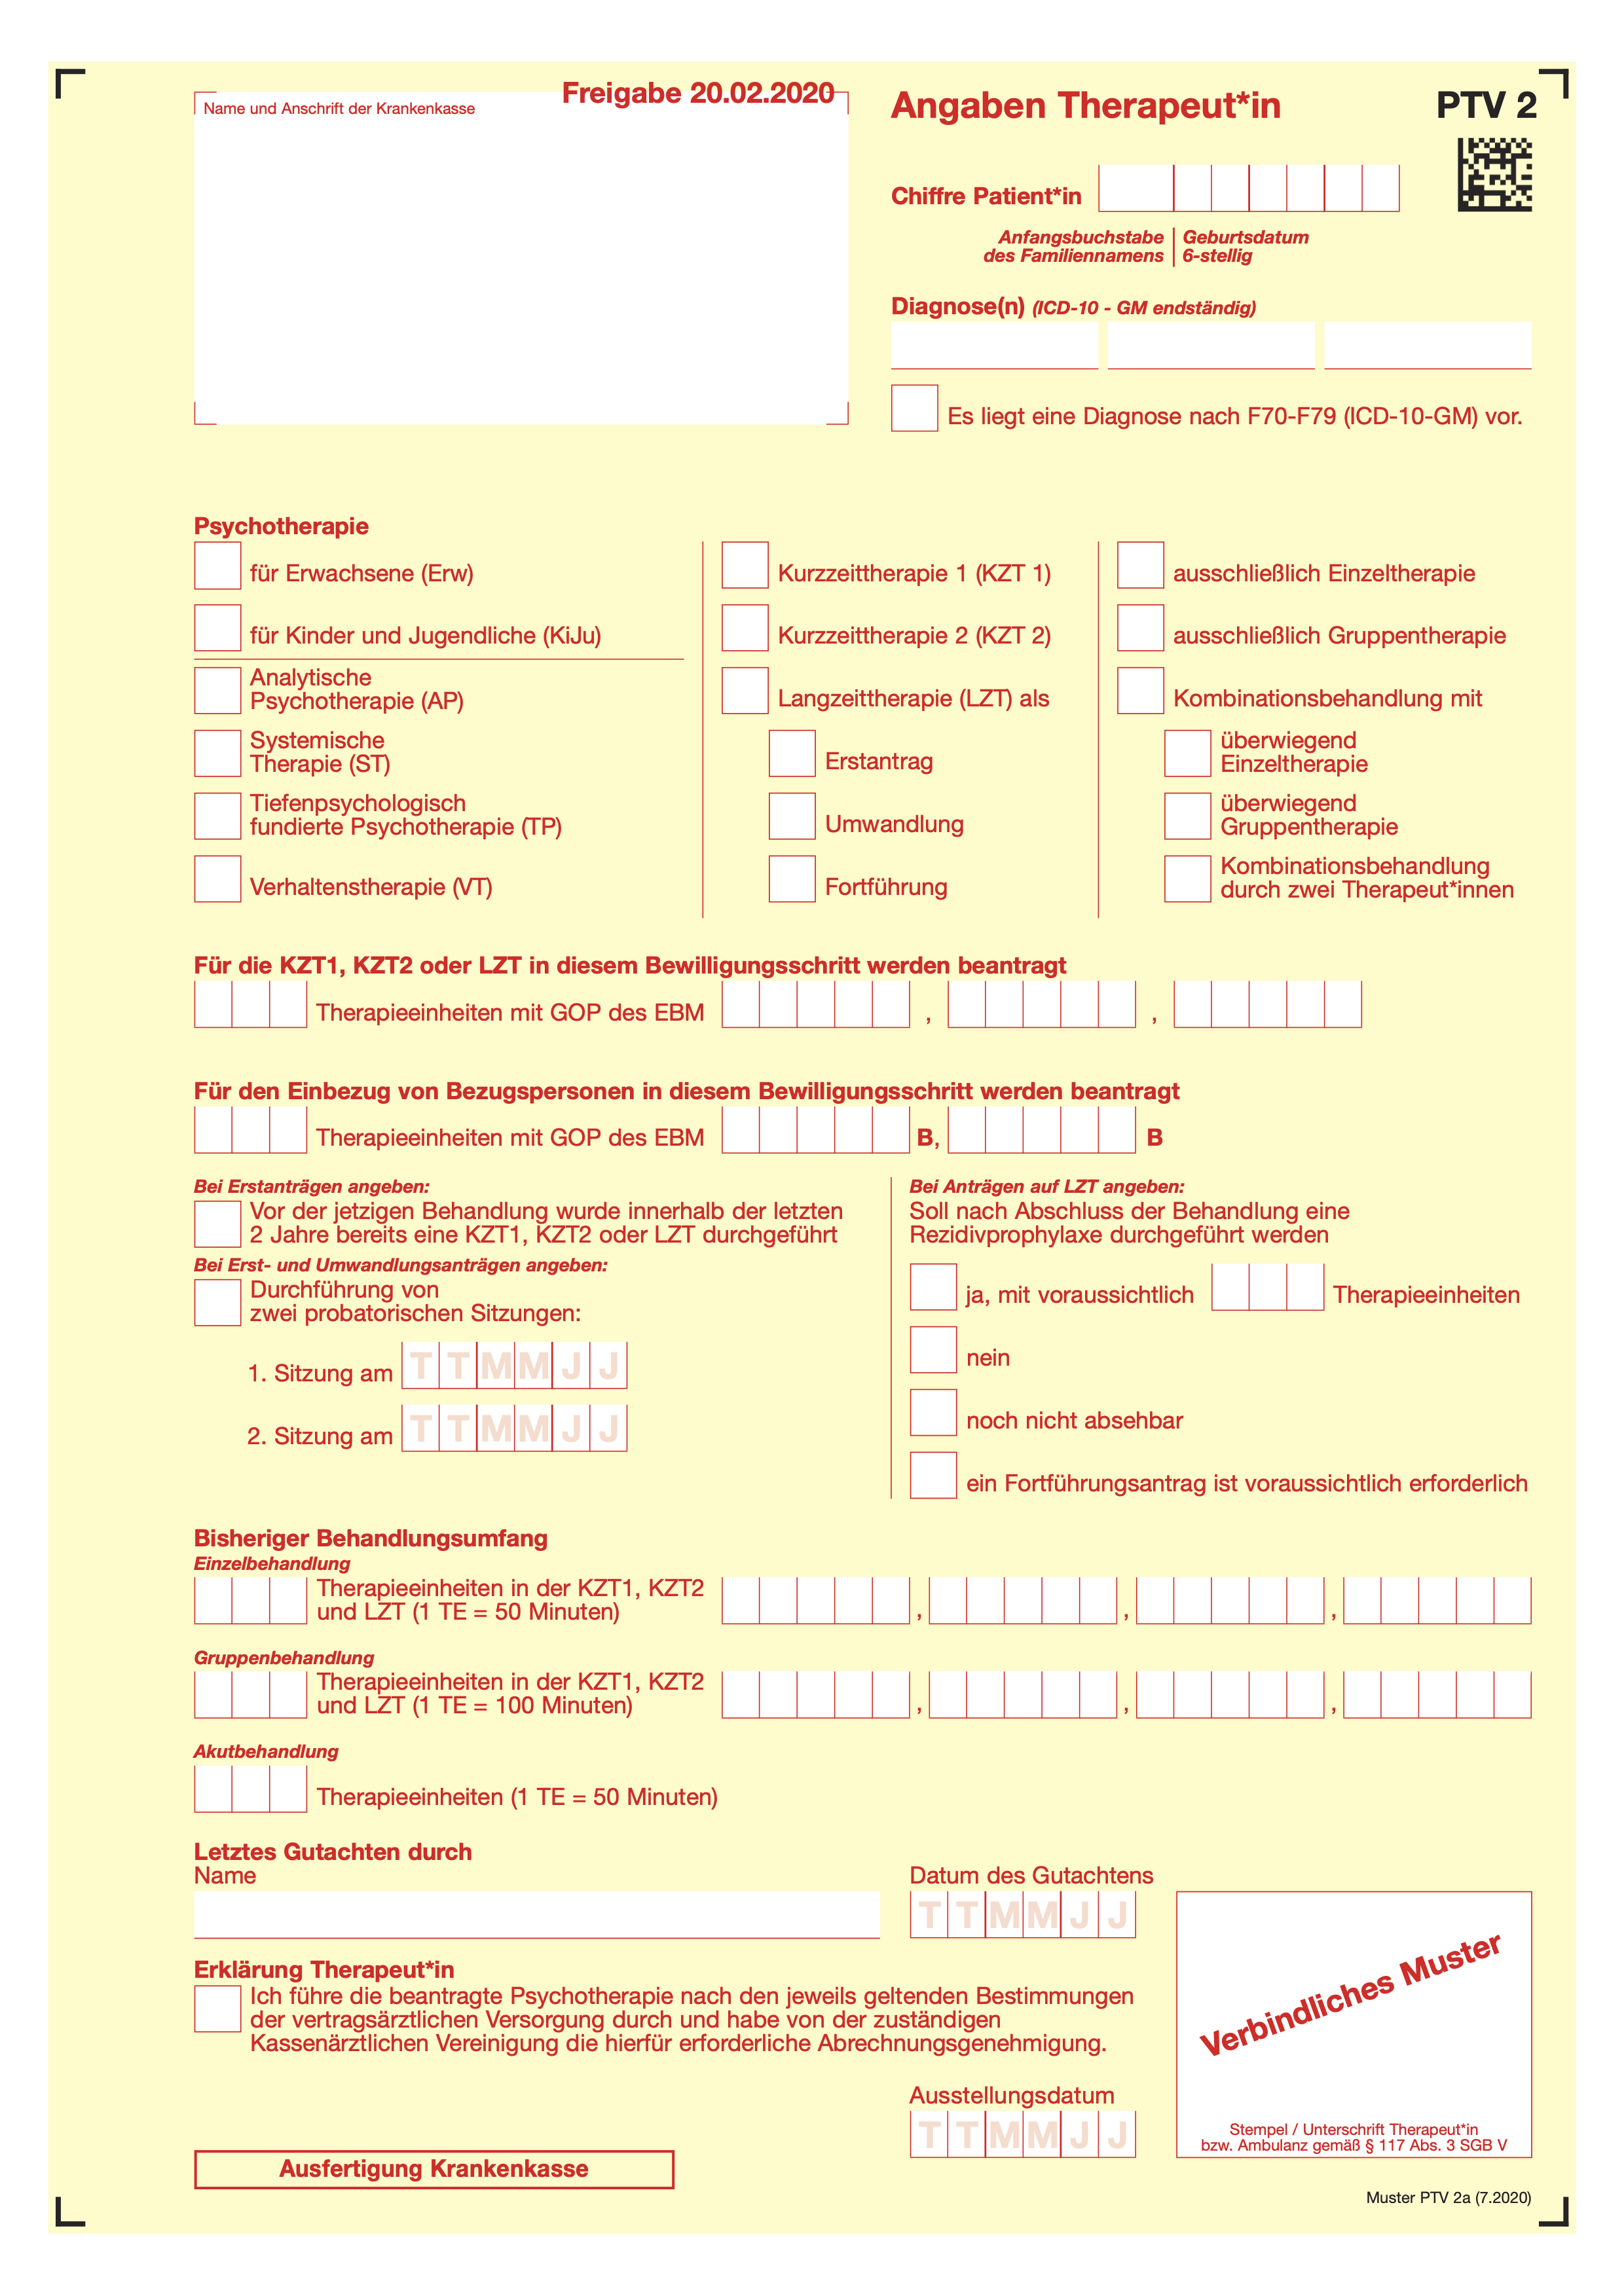 Freigabe 20.02.2020
Name und Anschrift der Krankenkasse
Angaben Therapeut*in
PTV 2
Chiffre Patient*in
Anfangsbuchstabe des Familiennamens
Geburtsdatum 6-stellig
Diagnose(n) (ICD-10 - GM endständig)
Es liegt eine Diagnose nach F70-F79 (ICD-10-GM) vor.
Psychotherapie
für Erwachsene (Erw)
für Kinder und Jugendliche (KiJu)
Analytische
Psychotherapie (AP)
Systemische
Therapie (ST)
Tiefenpsychologisch
fundierte Psychotherapie (TP)
Verhaltenstherapie (VT)
Kurzzeittherapie 1 (KZT 1)
Kurzzeittherapie 2 (KZT 2)
Langzeittherapie (LZT) als
Erstantrag
Umwandlung
Fortführung
ausschließlich Einzeltherapie
ausschließlich Gruppentherapie
Kombinationsbehandlung mit
überwiegend
Einzeltherapie
überwiegend
Gruppentherapie
Kombinationsbehandlung
durch zwei Therapeut*innen
Für die KZT1, KZT2 oder LZT in diesem Bewilligungsschritt werden beantragt
Therapieeinheiten mit GOP des EBM , ,
Für den Einbezug von Bezugspersonen in diesem Bewilligungsschritt werden beantragt
Therapieeinheiten mit GOP des EBM B, B
Bei Erstanträgen angeben:
Vor der jetzigen Behandlung wurde innerhalb der letzten
2 Jahre bereits eine KZT1, KZT2 oder LZT durchgeführt
Bei Erst- und Umwandlungsanträgen angeben:
Durchführung von
zwei probatorischen Sitzungen:
1. Sitzung am T T M M J J
2. Sitzung am T T M M J J
Bei Anträgen auf LZT angeben:
Soll nach Abschluss der Behandlung eine
Rezidivprophylaxe durchgeführt werden
ja, mit voraussichtlich Therapieeinheiten
nein
noch nicht absehbar
ein Fortführungsantrag ist voraussichtlich erforderlich
Bisheriger Behandlungsumfang
Einzelbehandlung
Therapieeinheiten in der KZT1, KZT2
und LZT (1 TE = 50 Minuten) , , ,
Gruppenbehandlung
Therapieeinheiten in der KZT1, KZT2
und LZT (1 TE = 100 Minuten) , , ,
Akutbehandlung
Therapieeinheiten (1 TE = 50 Minuten)
Letztes Gutachten durch
Name
Datum des Gutachtens
T T M M J J
Erklärung Therapeut*in
Ich führe die beantragte Psychotherapie nach den jeweils geltenden Bestimmungen
der vertragsärztlichen Versorgung durch und habe von der zuständigen
Kassenärztlichen Vereinigung die hierfür erforderliche Abrechnungsgenehmigung.
Verbindliches Muster
Ausstellungsdatum
T T M M J J
Stempel / Unterschrift Therapeut*in
bzw. Ambulanz gemäß § 117 Abs. 3 SGB V
Ausfertigung Krankenkasse
Muster PTV 2a (7.2020)